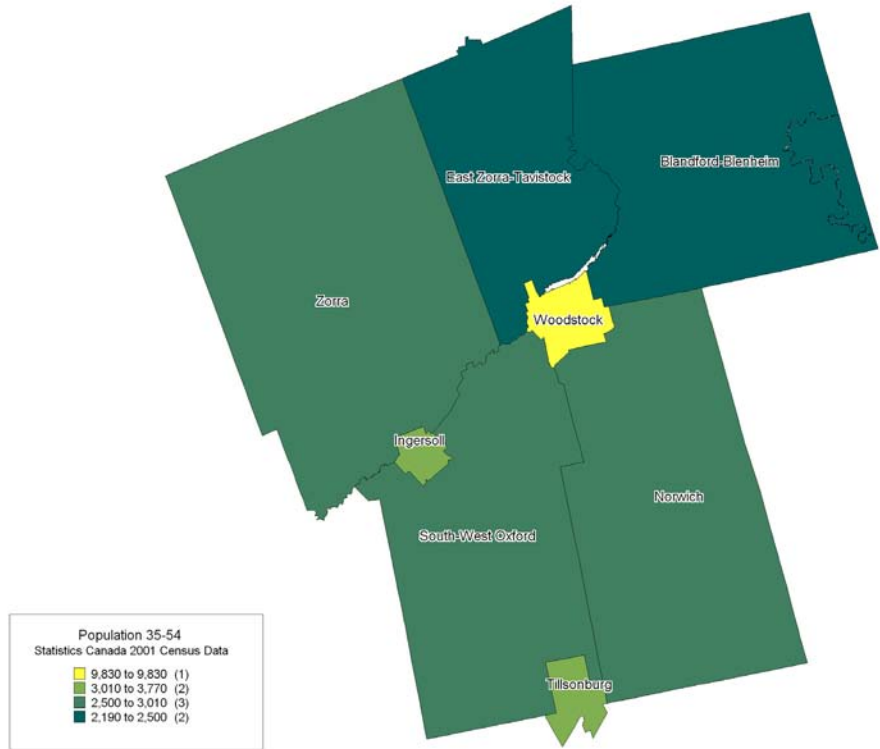 East Zorra-Tavistock
Blandford-Blenheim
Zorra
Woodstock
Ingersoll
Norwich
South-West Oxford
Tillsonburg
Population 35-54
Statistics Canada 2001 Census Data
9,830 to 9,830 (1)
3,010 to 3,770 (2)
2,500 to 3,010 (3)
2,190 to 2,500 (2)